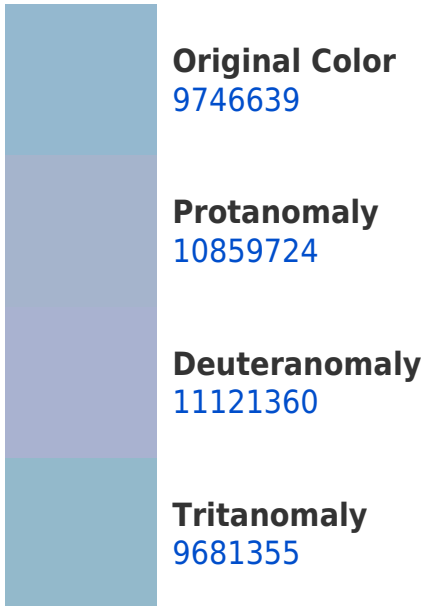 Original Color
9746639
Protanomaly
10859724
Deuteranomaly
11121360
Tritanomaly
9681355